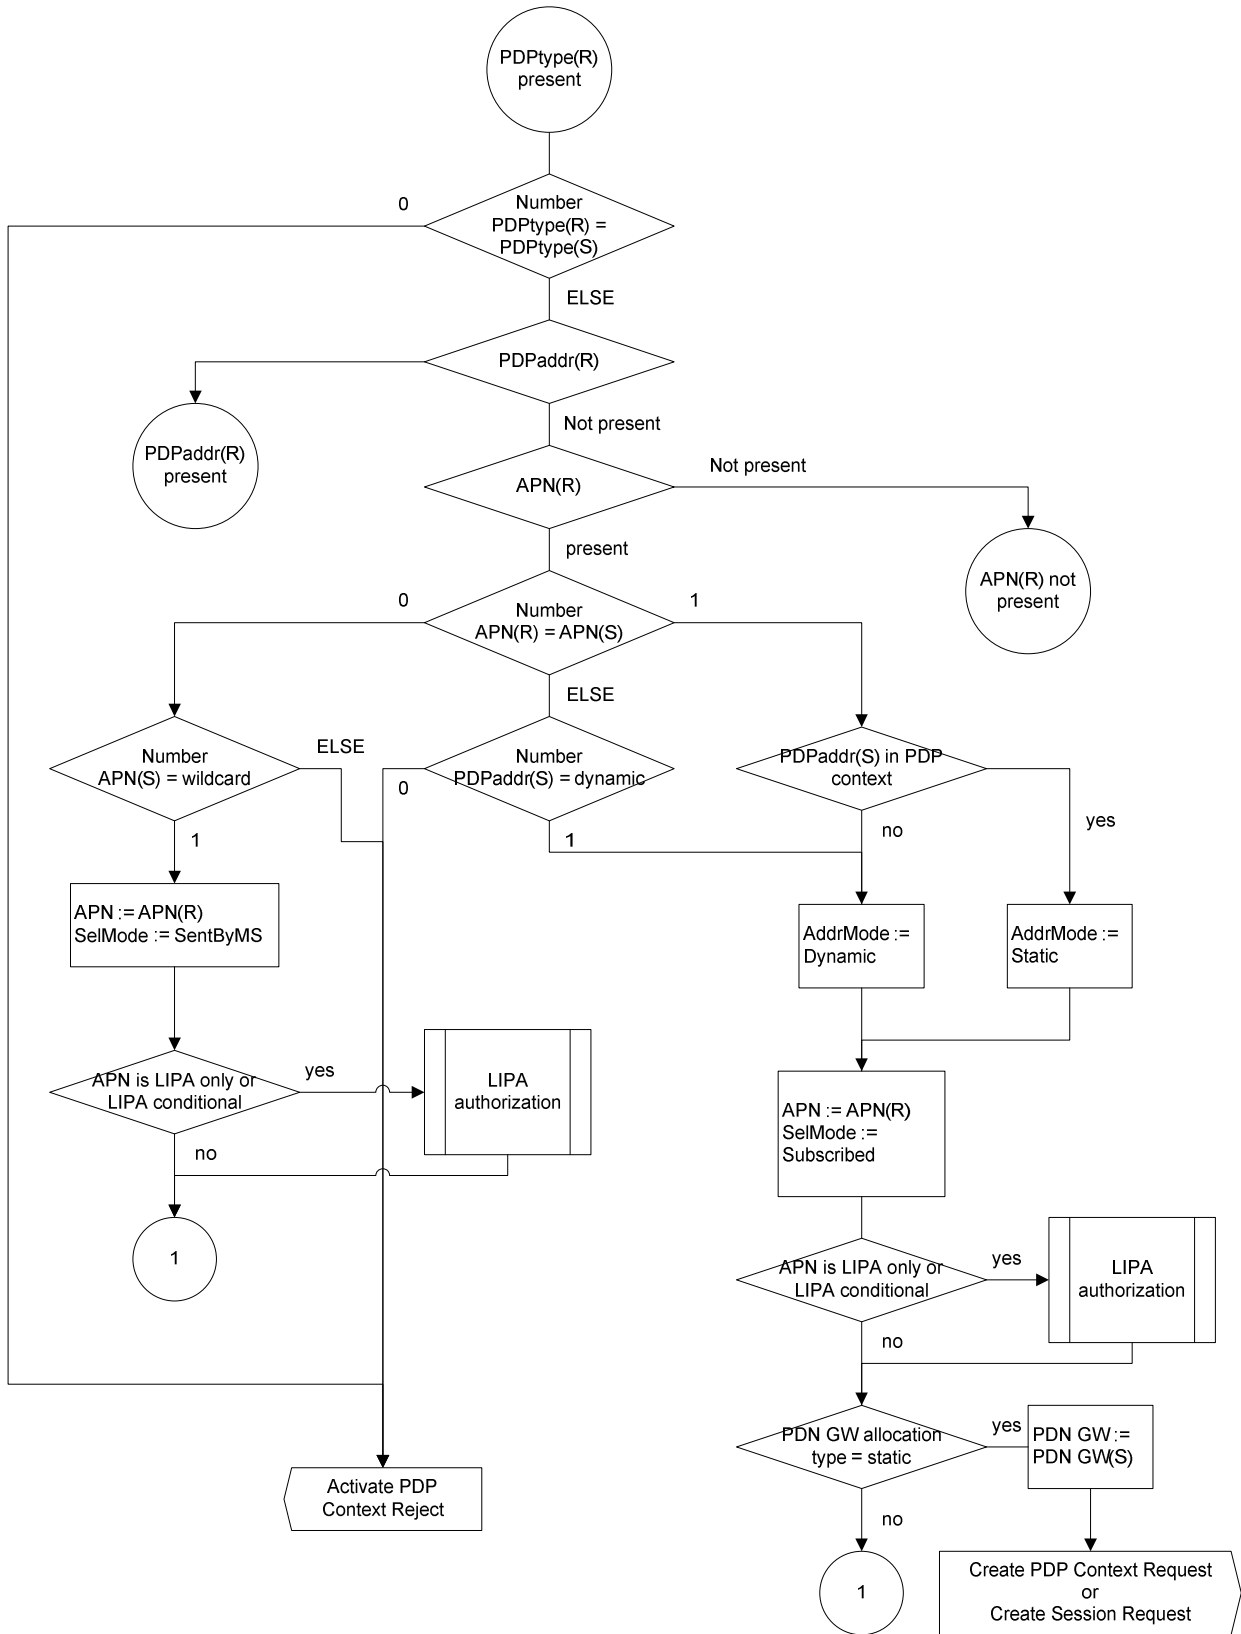 PDPtype(R)
present
0
Number
PDPtype(R) =
PDPtype(S)
ELSE
PDPaddr(R)
Not present
PDPaddr(R)
present
APN(R)
Not present
present
APN(R) not
present
0
Number
APN(R) = APN(S)
1
ELSE
Number
APN(S) = wildcard
ELSE
Number
PDPaddr(S) = dynamic
0
PDPaddr(S) in PDP
context
1
1
no
yes
APN := APN(R)
SelMode := SentByMS
AddrMode :=
Dynamic
AddrMode :=
Static
APN is LIPA only or
LIPA conditional
yes
LIPA
authorization
no
APN := APN(R)
SelMode :=
Subscribed
1
APN is LIPA only or
LIPA conditional
yes
LIPA
authorization
no
PDN GW allocation
type = static
yes
PDN GW :=
PDN GW(S)
Activate PDP
Context Reject
no
1
Create PDP Context Request
or
Create Session Request